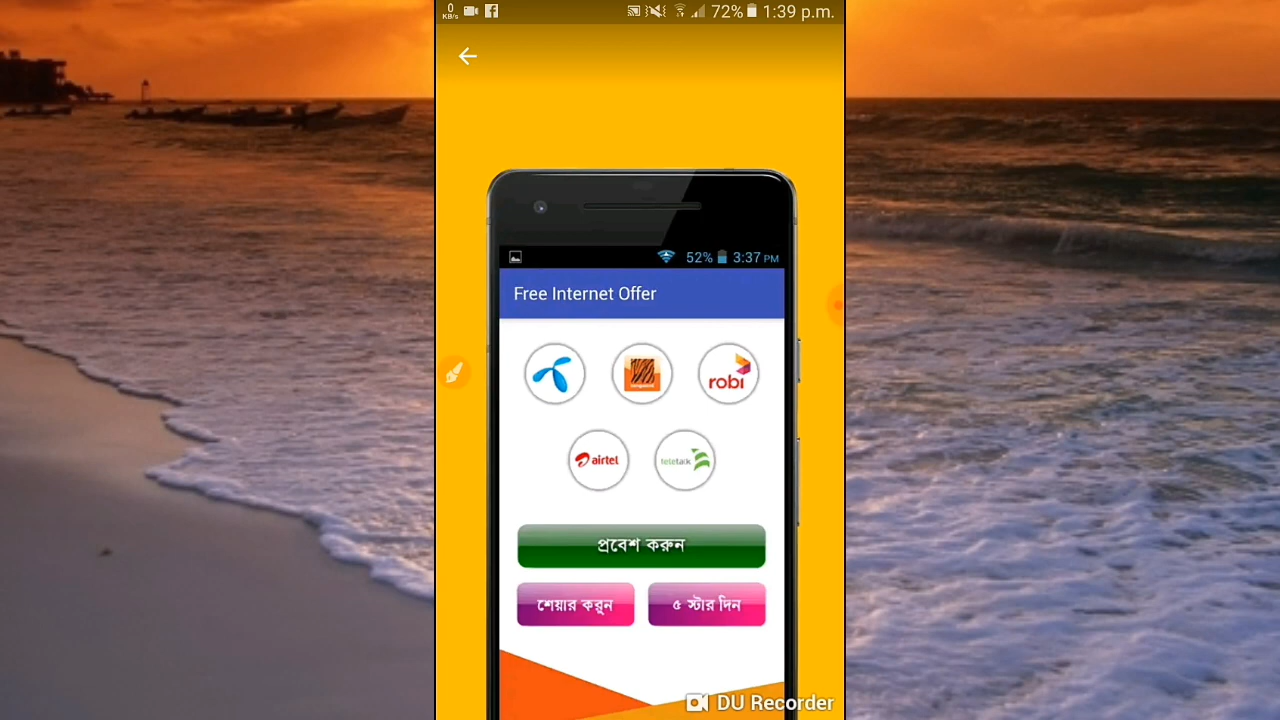 0
KB/s
72% 1:39 p.m.
52% 3:37 PM
Free Internet Offer
robi
airtel
teletalk
প্রবেশ করুন
শেয়ার করুন
৫ স্টার দিন
DU Recorder